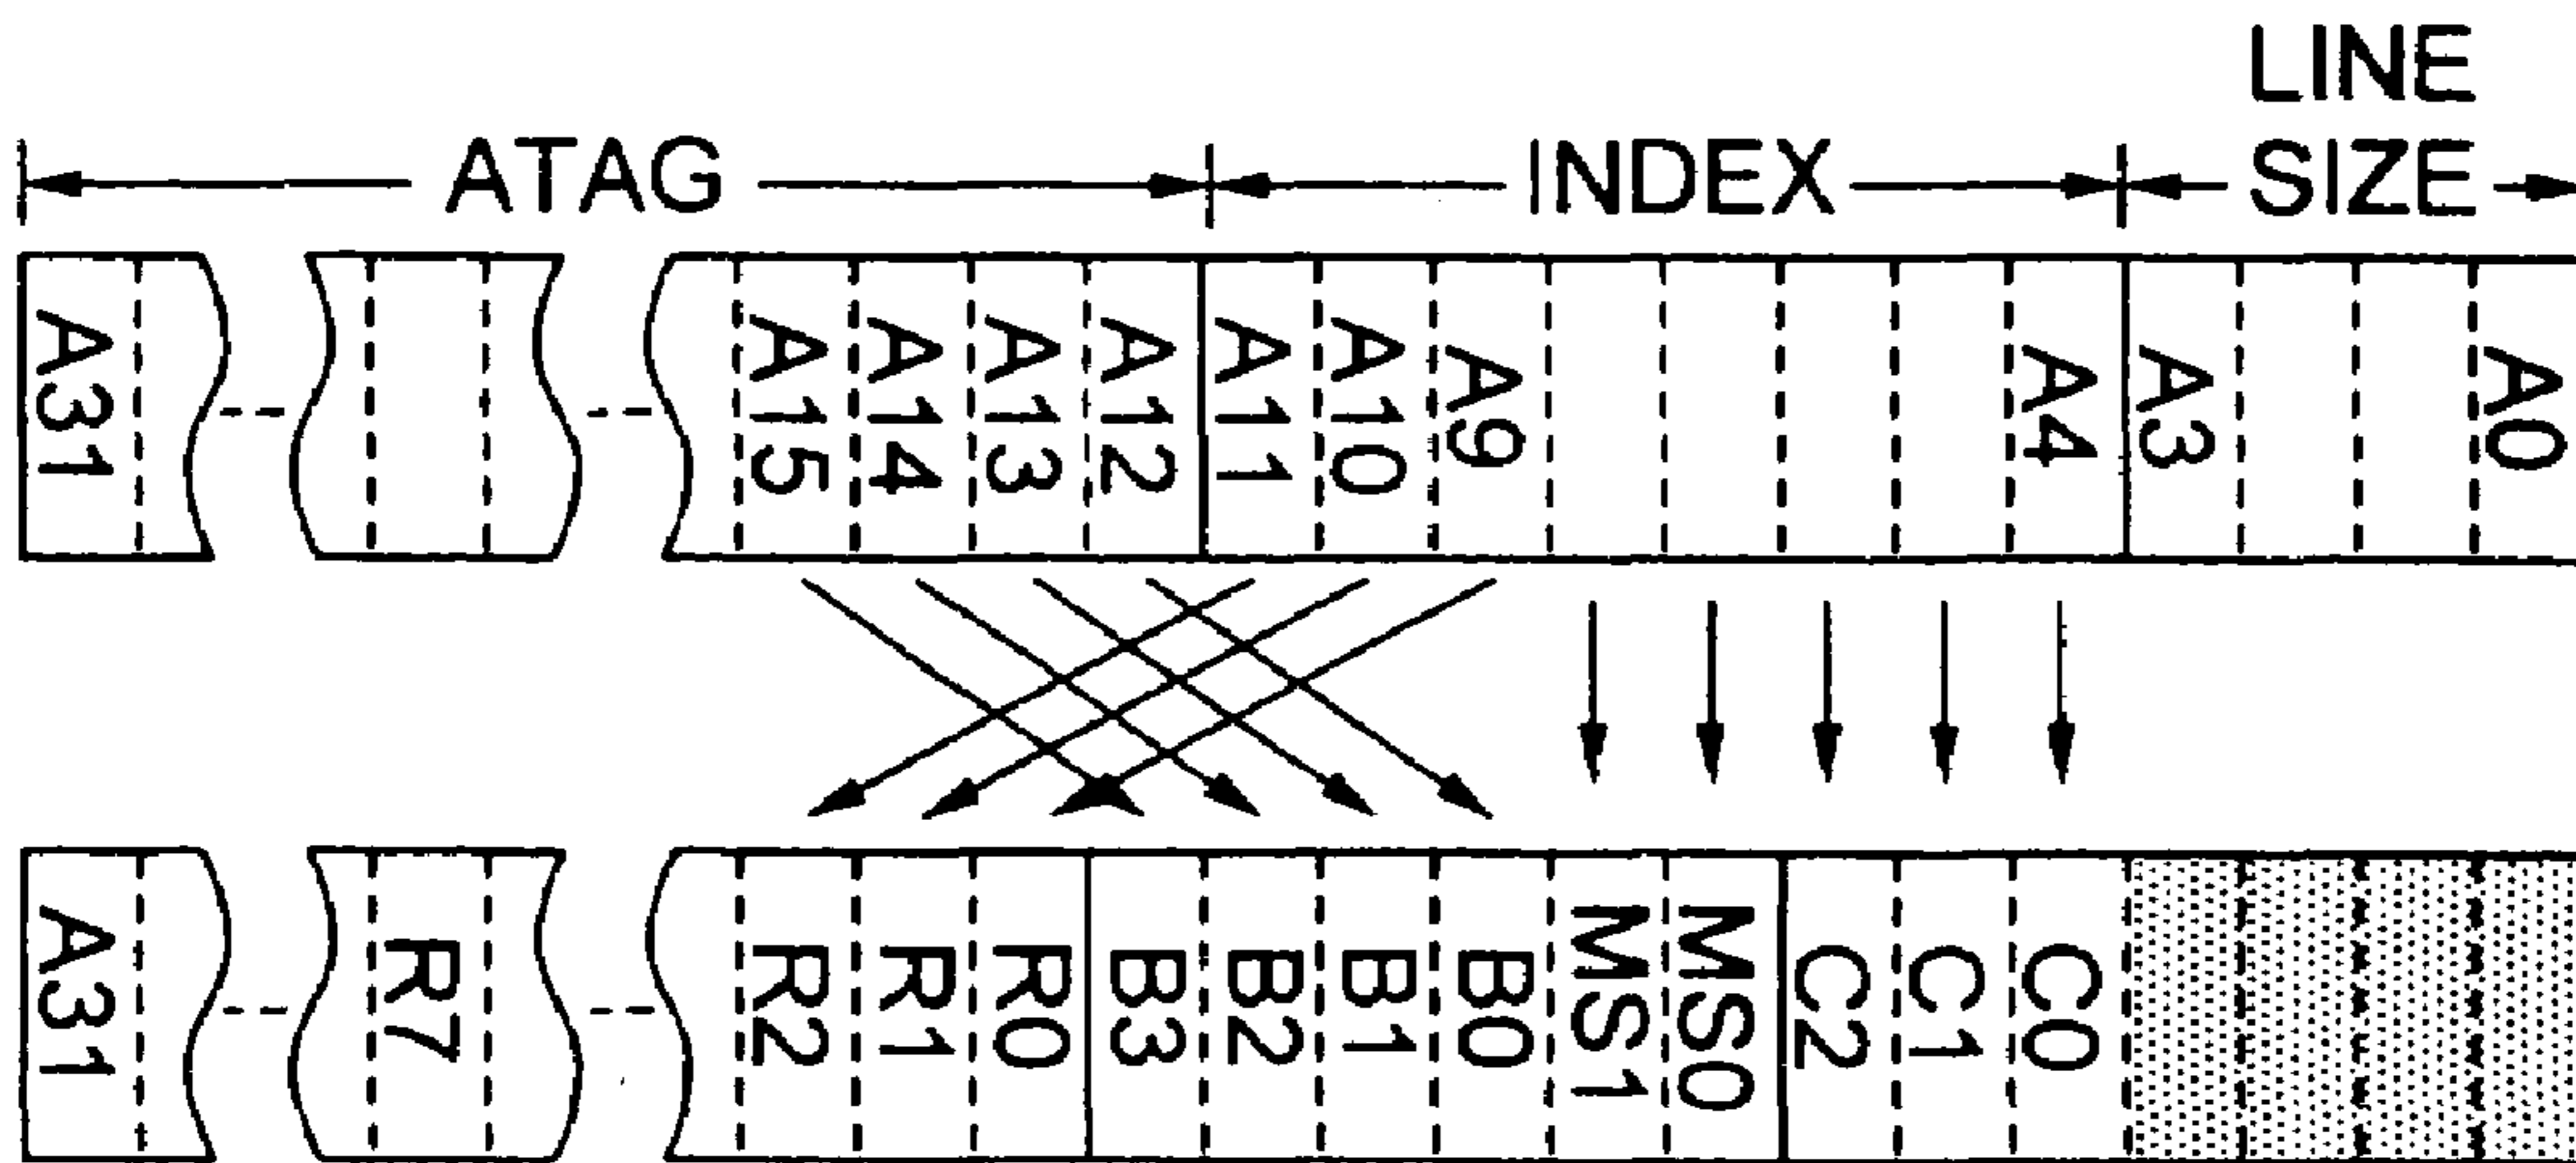 LINE
ATAG INDEX SIZE
A31 A15 A14 A13 A12 A11 A10 A9 A4 A3 A0
A31 R7 R2 R1 R0 B3 B2 B1 B0 MS1 MS0 C2 C1 C0